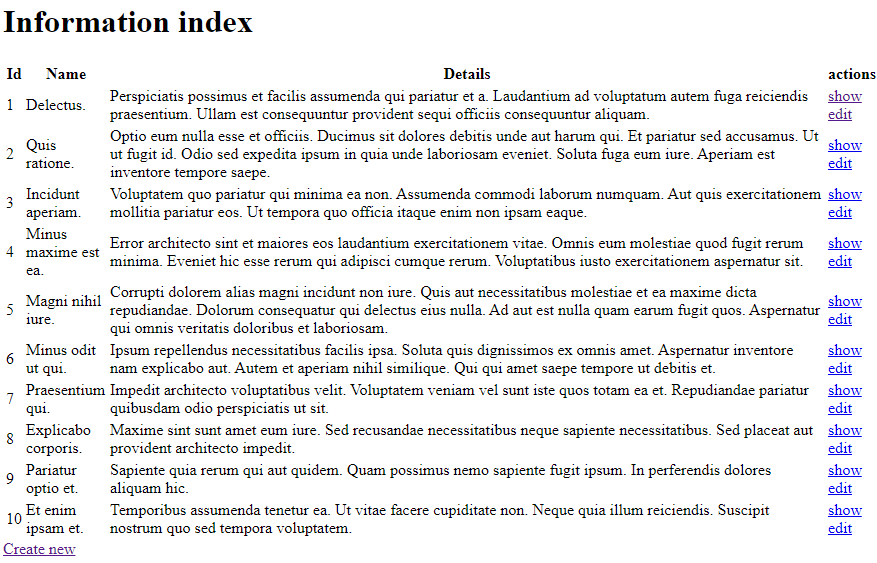 Information index
Id Name Details actions
1 Delectus. Perspiciatis possimus et facilis assumenda qui pariatur et a. Laudantium ad voluptatum autem fuga reiciendis
praesentium. Ullam est consequuntur provident sequi officiis consequuntur aliquam.
show
edit
2 Quis
ratione.
Optio eum nulla esse et officiis. Ducimus sit dolores debitis unde aut harum qui. Et pariatur sed accusamus. Ut
ut fugit id. Odio sed expedita ipsum in quia unde laboriosam eveniet. Soluta fuga eum iure. Aperiam est
inventore tempore saepe.
show
edit
3 Incidunt
aperiam.
Voluptatem quo pariatur qui minima ea non. Assumenda commodi laborum numquam. Aut quis exercitationem
mollitia pariatur eos. Ut tempora quo officia itaque enim non ipsam eaque.
show
edit
4 Minus
maxime est
ea.
Error architecto sint et maiores eos laudantium exercitationem vitae. Omnis eum molestiae quod fugit rerum
minima. Eveniet hic esse rerum qui adipisci cumque rerum. Voluptatibus iusto exercitationem aspernatur sit.
show
edit
5 Magni nihil
iure.
Corrupti dolorem alias magni incidunt non iure. Quis aut necessitatibus molestiae et ea maxime dicta
repudiandae. Dolorum consequatur qui delectus eius nulla. Ad aut est nulla quam earum fugit quos. Aspernatur
qui omnis veritatis doloribus et laboriosam.
show
edit
6 Minus odit
ut qui.
Ipsum repellendus necessitatibus facilis ipsa. Soluta quis dignissimos ex omnis amet. Aspernatur inventore
nam explicabo aut. Autem et aperiam nihil similique. Qui qui amet saepe tempore ut debitis et.
show
edit
7 Praesentium
qui.
Impedit architecto voluptatibus velit. Voluptatem veniam vel sunt iste quos totam ea et. Repudiandae pariatur
quibusdam odio perspiciatis ut sit.
show
edit
8 Explicabo
corporis.
Maxime sint sunt amet eum iure. Sed recusandae necessitatibus neque sapiente necessitatibus. Sed placeat aut
provident architecto impedit.
show
edit
9 Pariatur
optio et.
Sapiente quia rerum qui aut quidem. Quam possimus nemo sapiente fugit ipsum. In perferendis dolores
aliquam hic.
show
edit
10 Et enim
ipsam et.
Temporibus assumenda tenetur ea. Ut vitae facere cupiditate non. Neque quia illum reiciendis. Suscipit
nostrum quo sed tempora voluptatem.
show
edit
Create new